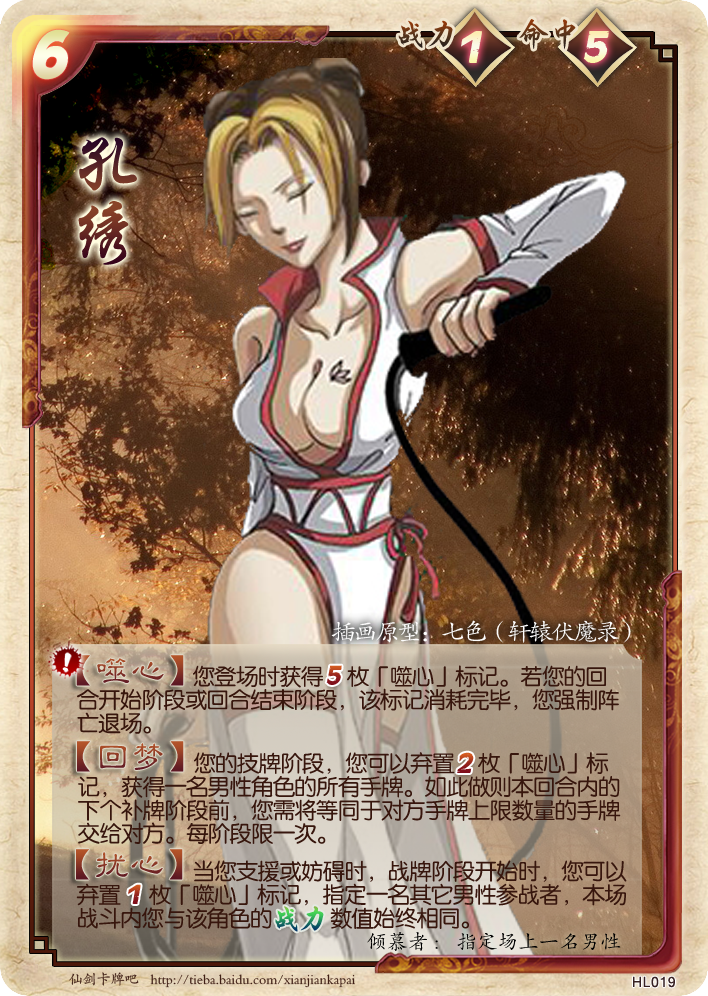 6
战力 1 命中 5
孔绣
插画原型：七色（轩辕伏魔录）
【噬心】您登场时获得5枚「噬心」标记。若您的回
合开始阶段或回合结束阶段，该标记消耗完毕，您强制阵
亡退场。
【回梦】您的技牌阶段，您可以弃置2枚「噬心」标
记，获得一名男性角色的所有手牌。如此做则本回合内的
下个补牌阶段前，您需将等同于对方手牌上限数量的手牌
交给对方。每阶段限一次。
【扰心】当您支援或妨碍时，战牌阶段开始时，您可以
弃置1枚「噬心」标记，指定一名其它男性参战者，本场
战斗内您与该角色的战力数值始终相同。
倾慕者：指定场上一名男性
仙剑卡牌吧 http://tieba.baidu.com/xianjiankapai
HL019